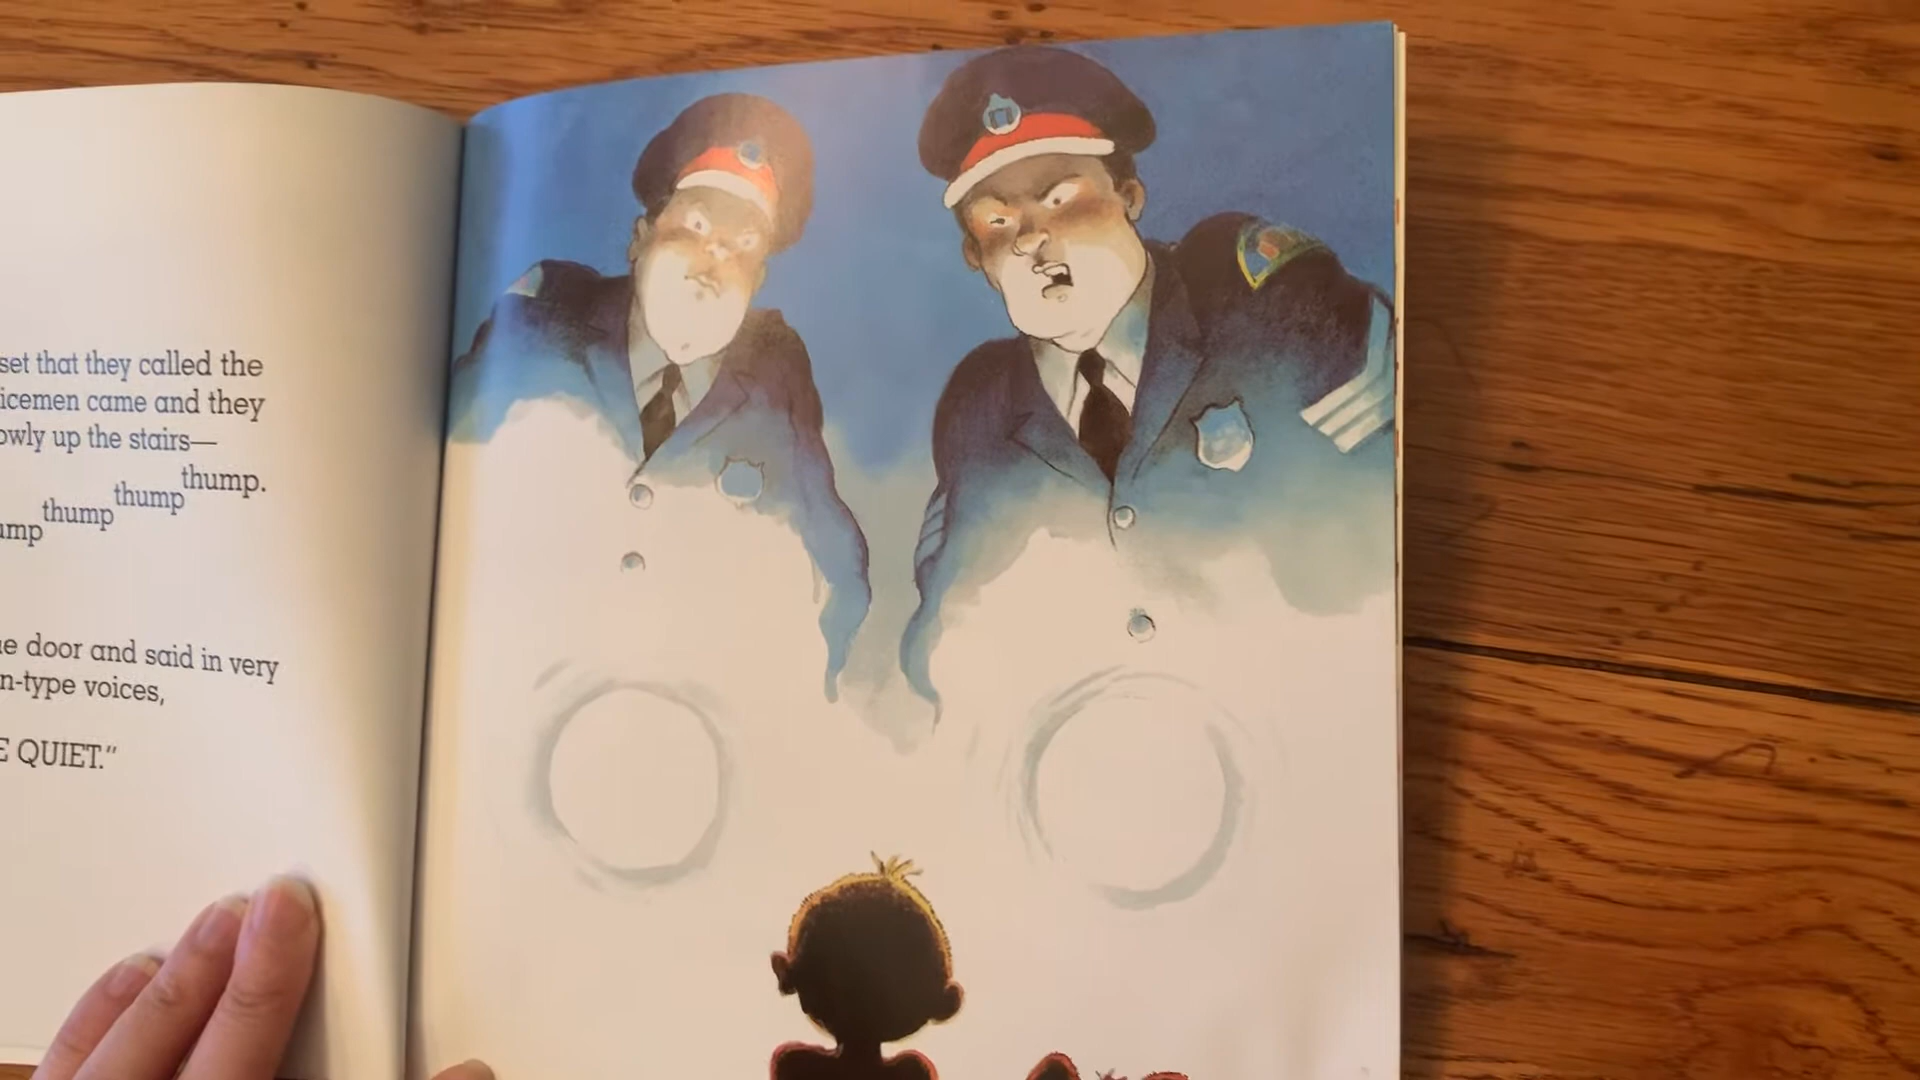 set that they called the
icemen came and they
owly up the stairs—
thump.
thump
thump
ump
e door and said in very
n-type voices,
E QUIET."